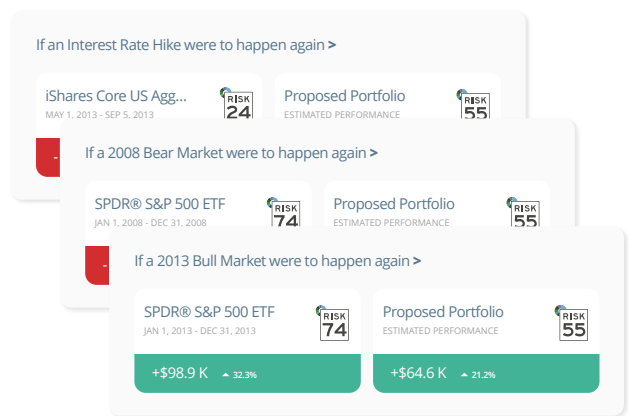 If an Interest Rate Hike were to happen again >
iShares Core US Agg...
MAY 1, 2013 - SEP 5, 2013
RISK
24
Proposed Portfolio
ESTIMATED PERFORMANCE
RISK
55
-
If a 2008 Bear Market were to happen again >
SPDR® S&P 500 ETF
JAN 1, 2008 - DEC 31, 2008
RISK
74
Proposed Portfolio
ESTIMATED PERFORMANCE
RISK
55
-
If a 2013 Bull Market were to happen again >
SPDR® S&P 500 ETF
JAN 1, 2013 - DEC 31, 2013
RISK
74
Proposed Portfolio
ESTIMATED PERFORMANCE
RISK
55
+$98.9 K ▲ 32.3%
+$64.6 K ▲ 21.2%